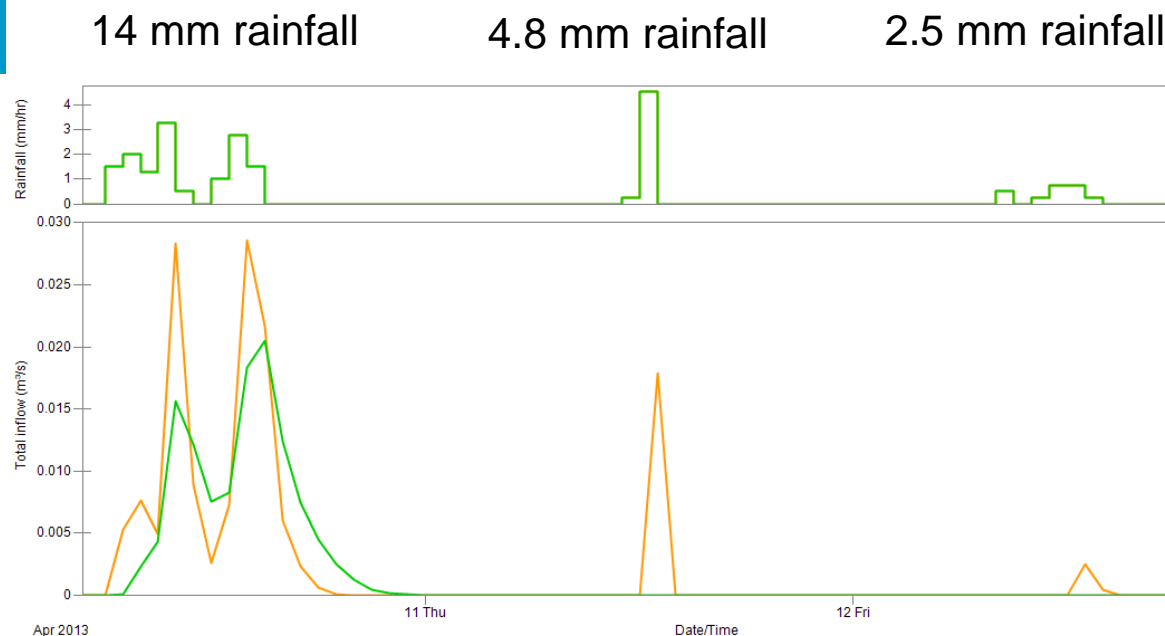 14 mm rainfall 4.8 mm rainfall 2.5 mm rainfall
Rainfall (mm/hr)
4
3
2
1
0
Total inflow (m³/s)
0.030
0.025
0.020
0.015
0.010
0.005
0
11 Thu 12 Fri
Apr 2013 Date/Time